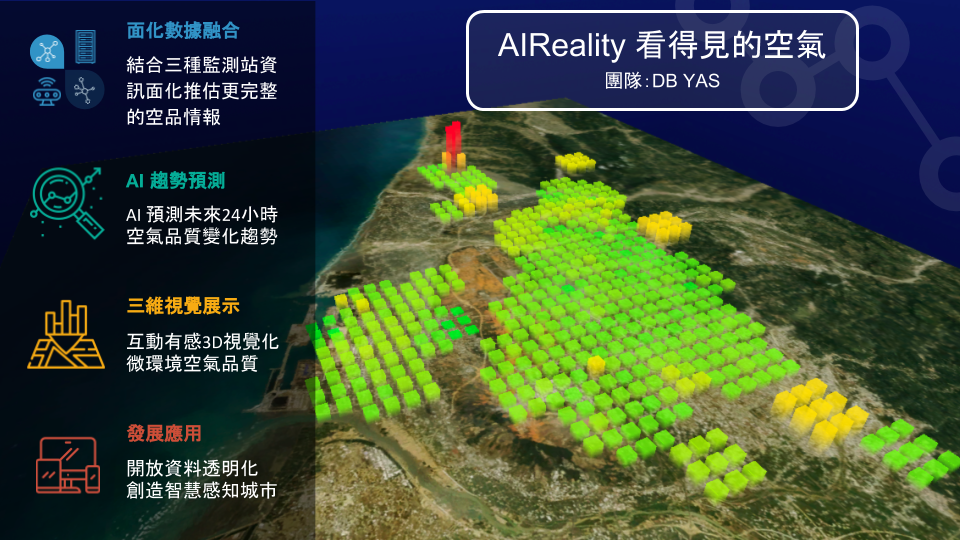 AIReality 看得見的空氣
團隊：DB YAS
面化數據融合
結合三種監測站資
訊面化推估更完整
的空品情報
AI 趨勢預測
AI 預測未來24小時
空氣品質變化趨勢
三維視覺展示
互動有感3D視覺化
微環境空氣品質
發展應用
開放資料透明化
創造智慧感知城市